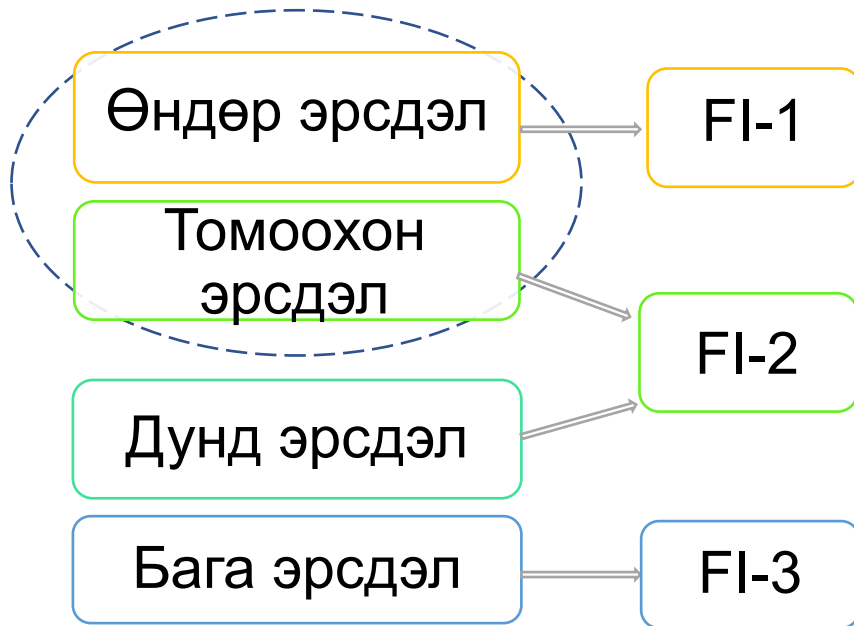 Өндөр эрсдэл
FI-1
Томоохон
эрсдэл
FI-2
Дунд эрсдэл
Бага эрсдэл
FI-3